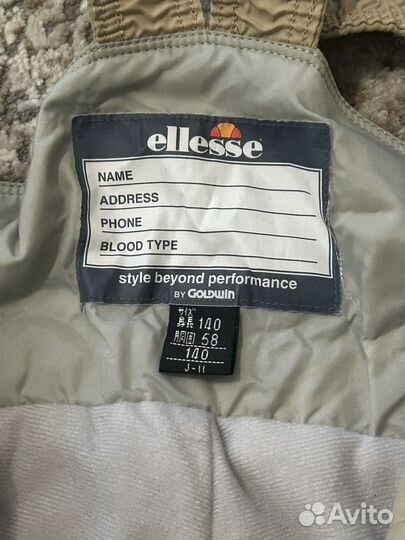 ellesse
NAME
ADDRESS
PHONE
BLOOD TYPE
style beyond performance
BY GOLDWIN
サイズ
身長 140
胴囲 58
140
J-11
Avito